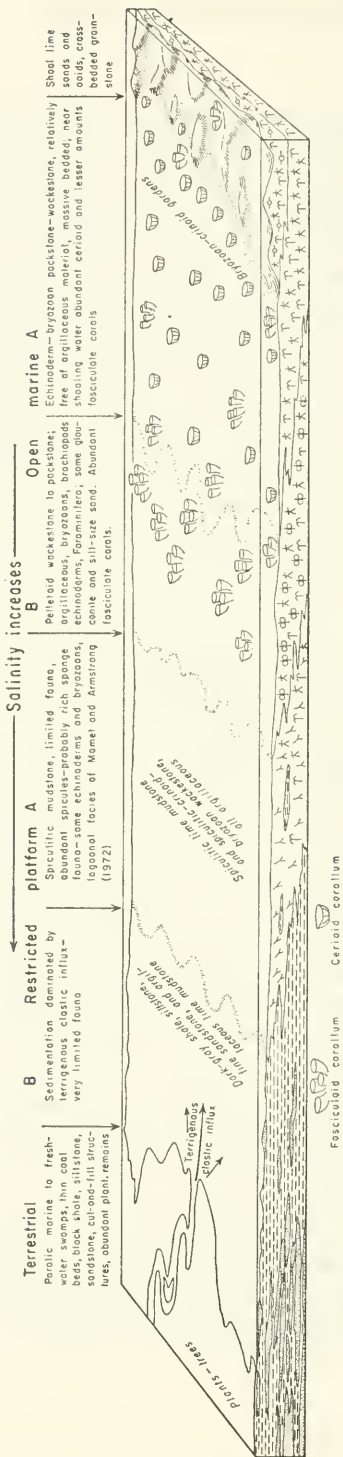 Salinity increases
Terrestrial
Paralic marine to fresh-
water swamps, thin coal
beds, black shale, siltstone,
sandstone, cut-and-fill struc-
tures, abundant plant remains
B
Restricted
Sedimentation dominated by
terrigenous clastic influx-
very limited fauna
platform A
Spiculitic mudstone, limited fauna,
abundant spicules-probably rich sponge
fauna-some echinoderms and bryozoans,
lagoonal facies of Mamet and Armstrong
(1972)
B
Open
Pelletoid wackestone to packstone;
argillaceous, bryozoans, brachiopods
echinoderms, Foraminifera; some glau-
conite and silt-size sand. Abundant
fasciculate corals.
marine A
Echinoderm-bryozoan packstone-wackestone, relatively
free of argillaceous material, massive bedded, near
shoaling water abundant cerioid and lesser amounts
fasciculate corals
Shoal lime
sands and
ooids, cross-
bedded grain-
stone
Plants-trees
Terrigenous
clastic influx
Dark-gray shale, siltstone,
fine sandstone, and argil-
laceous lime mudstone
Spiculitic lime mudstone
and spiculitic-crinoid-
bryozoan wackestone,
all argillaceous
Bryozoan-crinoid gardens
Fasciculoid corallum
Cerioid corallum